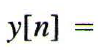 y[n] =